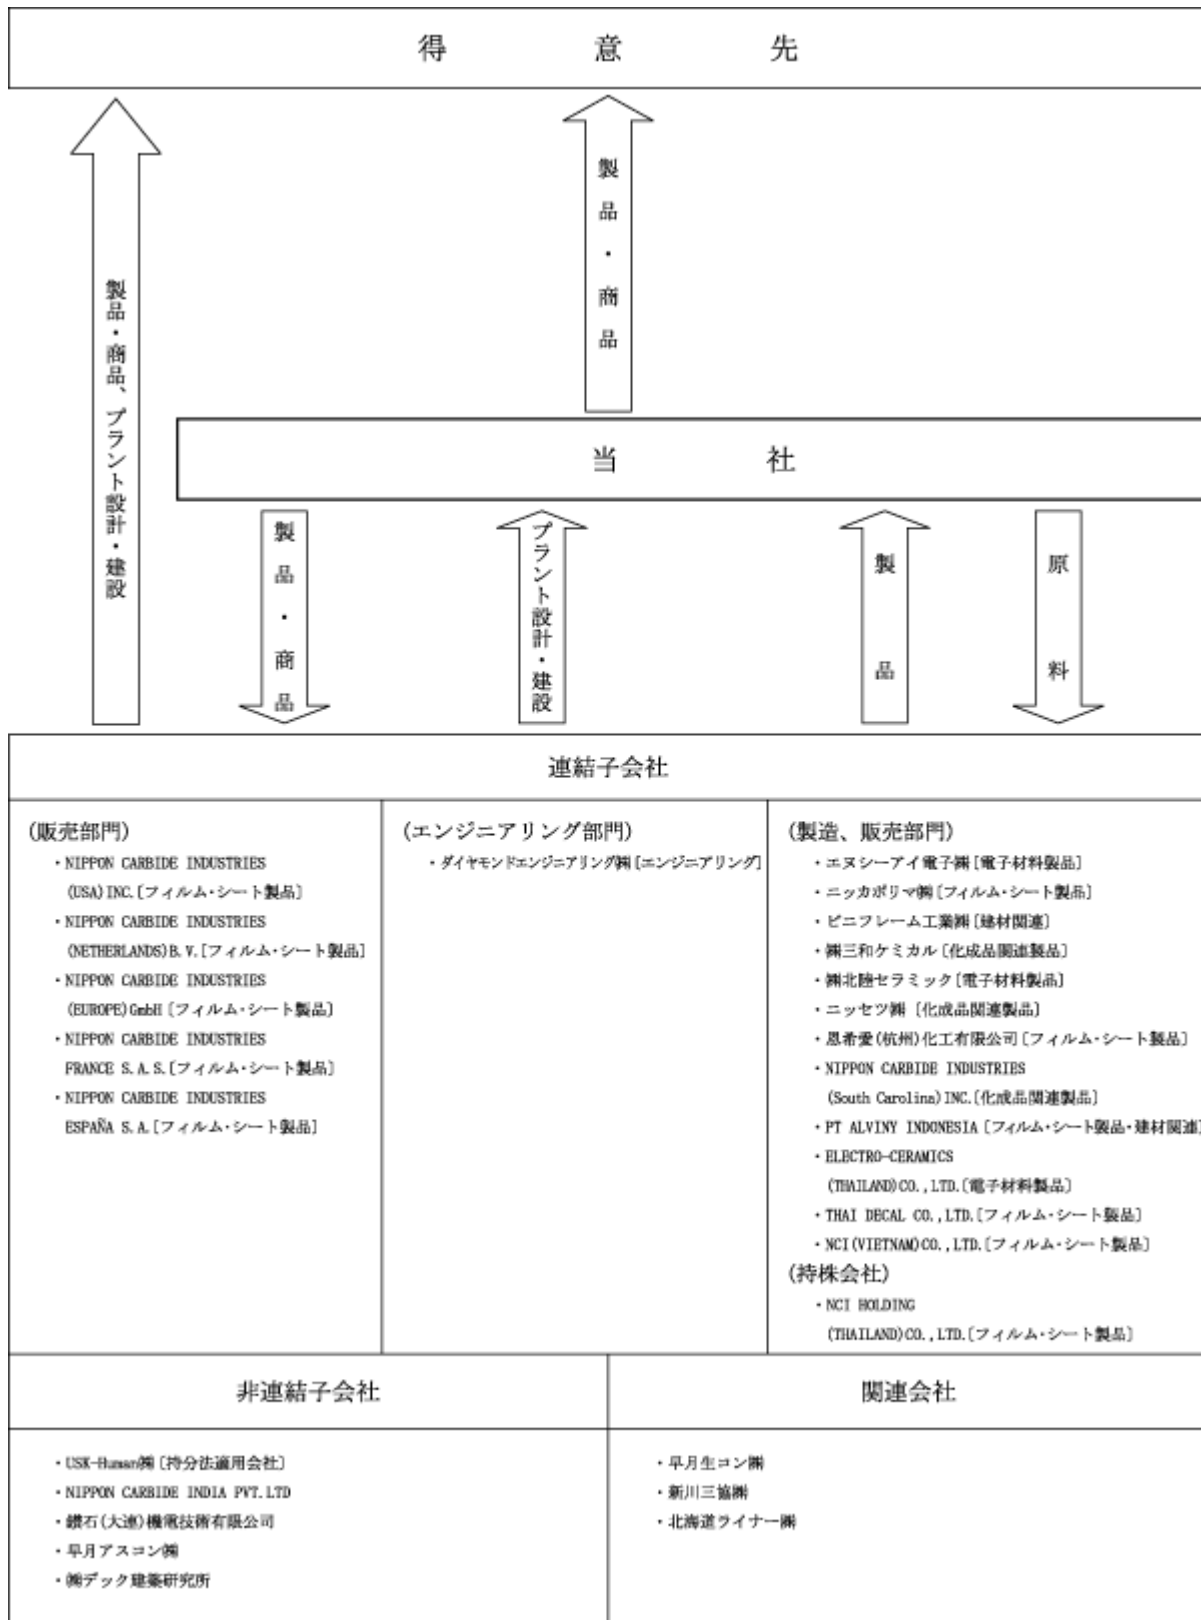 得意先
製品・商品
製品・商品、プラント設計・建設
当社
製品・商品
プラント設計・建設
製品
原料
連結子会社
(販売部門)
・NIPPON CARBIDE INDUSTRIES
(USA)INC.[フィルム・シート製品]
・NIPPON CARBIDE INDUSTRIES
(NETHERLANDS)B.V.[フィルム・シート製品]
・NIPPON CARBIDE INDUSTRIES
(EUROPE)GmbH[フィルム・シート製品]
・NIPPON CARBIDE INDUSTRIES
FRANCE S.A.S.[フィルム・シート製品]
・NIPPON CARBIDE INDUSTRIES
ESPAÑA S.A.[フィルム・シート製品]
(エンジニアリング部門)
・ダイヤモンドエンジニアリング㈱[エンジニアリング]
(製造、販売部門)
・エヌシーアイ電子㈱[電子材料製品]
・ニッカポリマ㈱[フィルム・シート製品]
・ビニフレーム工業㈱[建材関連]
・㈱三和ケミカル[化成品関連製品]
・㈱北陸セラミック[電子材料製品]
・ニッセツ㈱ [化成品関連製品]
・恩希愛(杭州)化工有限公司[フィルム・シート製品]
・NIPPON CARBIDE INDUSTRIES
(South Carolina)INC.[化成品関連製品]
・PT ALVINY INDONESIA [フィルム・シート製品・建材関連]
・ELECTRO-CERAMICS
(THAILAND)CO.,LTD.[電子材料製品]
・THAI DECAL CO.,LTD.[フィルム・シート製品]
・NCI(VIETNAM)CO.,LTD.[フィルム・シート製品]
(持株会社)
・NCI HOLDING
(THAILAND)CO.,LTD.[フィルム・シート製品]
非連結子会社
・USK-Human㈱[持分法適用会社]
・NIPPON CARBIDE INDIA PVT.LTD
・鑽石(大連)機電技術有限公司
・早月アスコン㈱
・㈱デック建築研究所
関連会社
・早月生コン㈱
・新川三協㈱
・北海道ライナー㈱